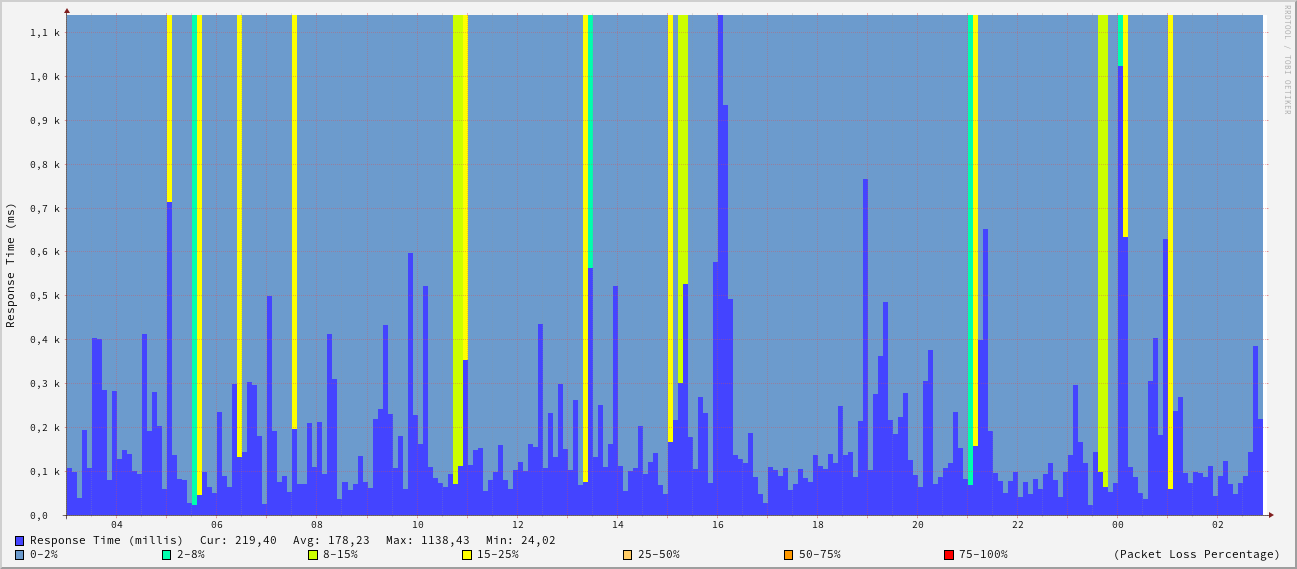 RRDTOOL / TOBI OETIKER
Response Time (ms)
1,1 k
1,0 k
0,9 k
0,8 k
0,7 k
0,6 k
0,5 k
0,4 k
0,3 k
0,2 k
0,1 k
0,0
04 06 08 10 12 14 16 18 20 22 00 02
Response Time (millis) Cur: 219,40 Avg: 178,23 Max: 1138,43 Min: 24,02
0-2% 2-8% 8-15% 15-25% 25-50% 50-75% 75-100% (Packet Loss Percentage)